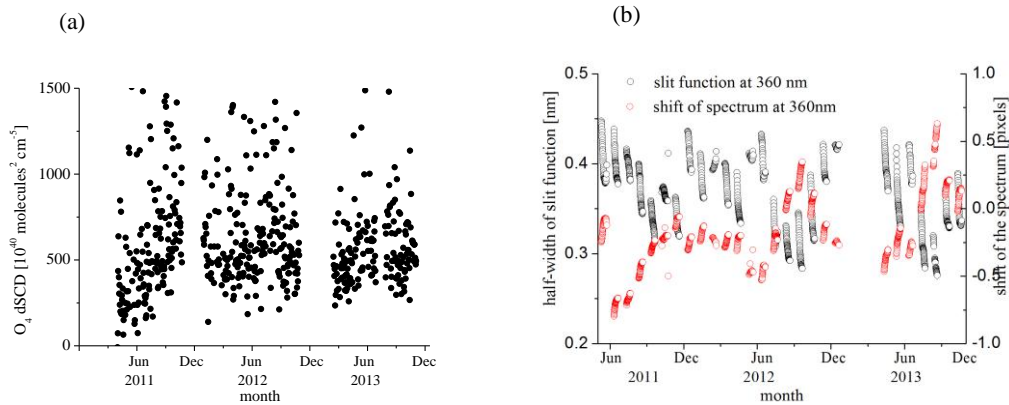 (a)
1500
1000
750
500
250
0
O4 dSCD [10^40 molecules^2 cm^-5]
Jun Dec Jun Dec Jun Dec
2011 2012 2013
month
(b)
slit function at 360 nm
shift of spectrum at 360nm
0.5
0.4
0.3
0.2
half-width of slit function [nm]
1.0
0.5
0.0
-0.5
-1.0
shift of the spectrum [pixels]
Jun Dec Jun Dec Jun Dec
2011 2012 2013
month